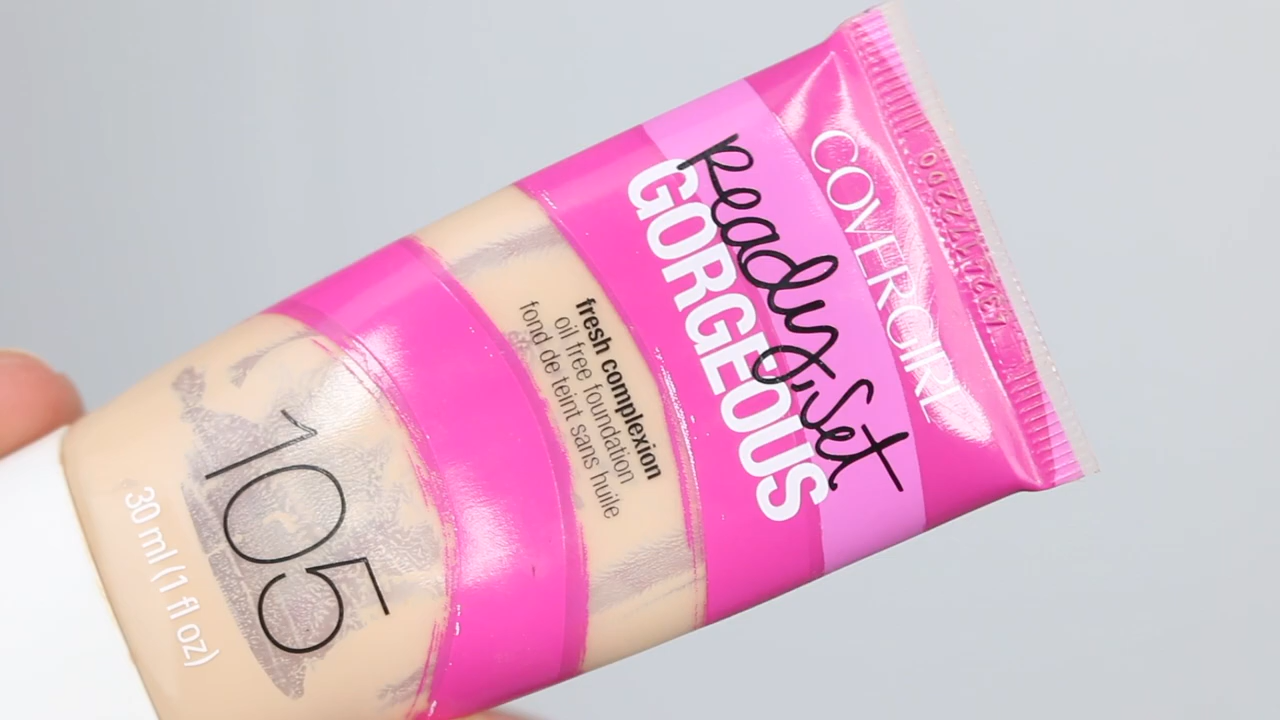 COVERGIRL
Ready, Set
GORGEOUS
fresh complexion
oil free foundation
fond de teint sans huile
105
30 ml (1 fl oz)